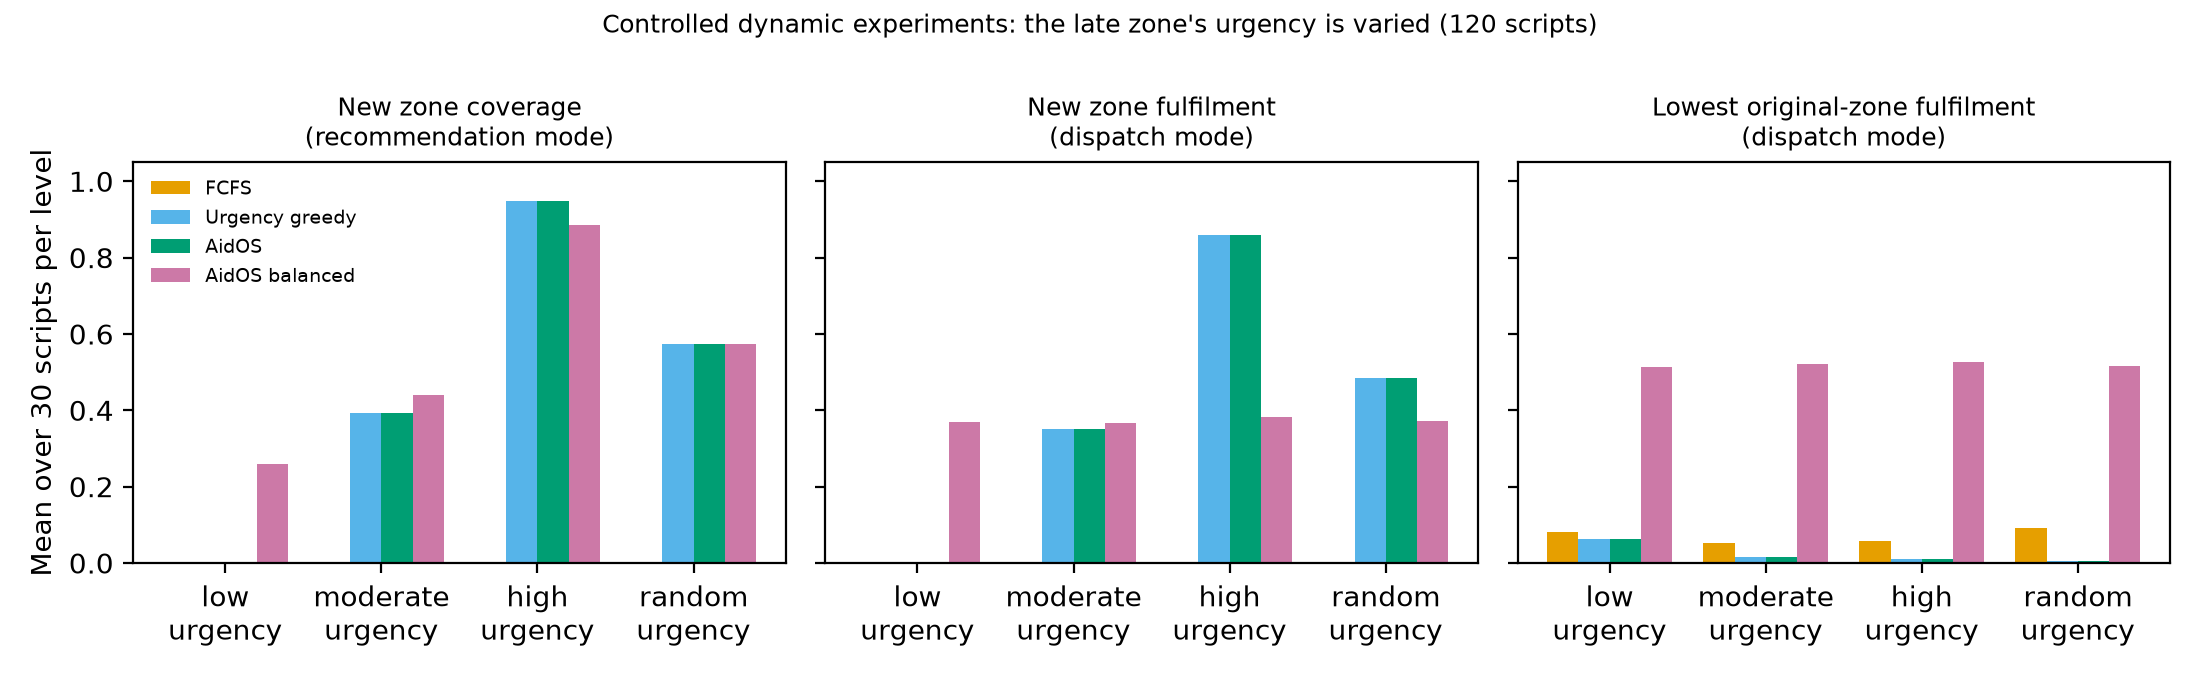 Controlled dynamic experiments: the late zone's urgency is varied (120 scripts)
New zone coverage
(recommendation mode)
New zone fulfilment
(dispatch mode)
Lowest original-zone fulfilment
(dispatch mode)
Mean over 30 scripts per level
1.0
0.8
0.6
0.4
0.2
0.0
FCFS
Urgency greedy
AidOS
AidOS balanced
low
urgency
moderate
urgency
high
urgency
random
urgency
low
urgency
moderate
urgency
high
urgency
random
urgency
low
urgency
moderate
urgency
high
urgency
random
urgency